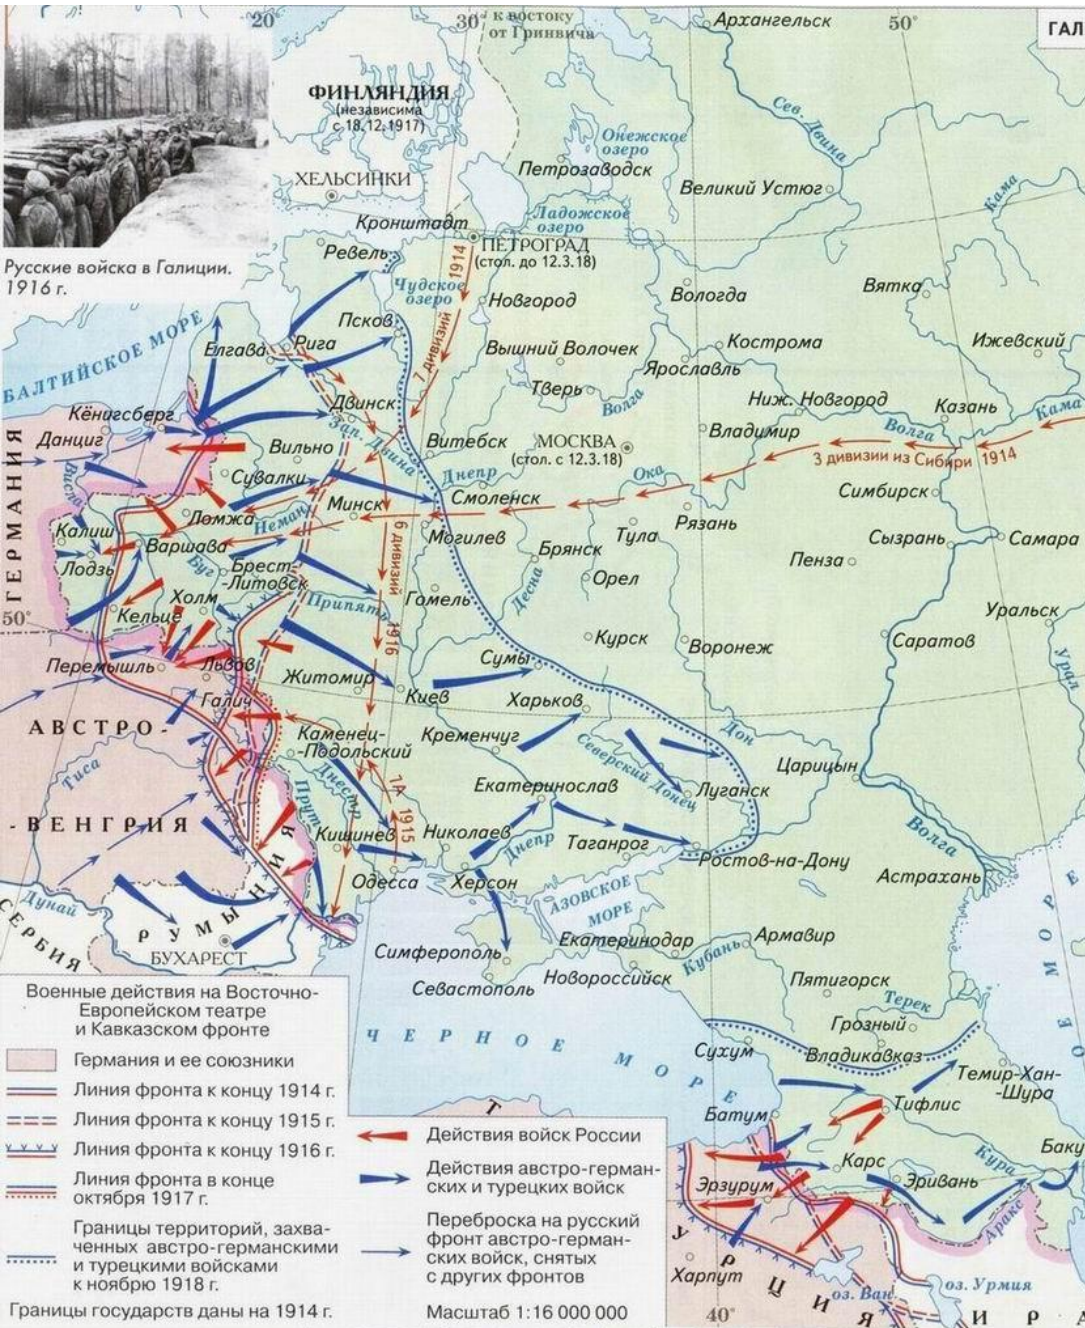 20°
30°
к востоку
от Гринвича
Архангельск
50°
ГАЛ
ФИНЛЯНДИЯ
(независима
с 18.12.1917)
Сев. Двина
Онежское
озеро
Петрозаводск
Великий Устюг
Кама
ХЕЛЬСИНКИ
Ладожское
озеро
Кронштадт
ПЕТРОГРАД
(стол. до 12.3.18)
Ревель
1914
7 дивизий
Русские войска в Галиции.
1916 г.
Чудское
озеро
Новгород
Вологда
Вятка
Псков
БАЛТИЙСКОЕ МОРЕ
Елгава
Рига
Вышний Волочек
Кострома
Ижевский
Ярославль
Тверь
Волга
Ниж. Новгород
Казань
Кама
Кёнигсберг
Двинск
Зап. Двина
Данциг
Вильно
Витебск
МОСКВА
(стол. с 12.3.18)
Владимир
Волга
3 дивизии из Сибири 1914
Висла
Сувалки
Днепр
Смоленск
Ока
Симбирск
ГЕРМАНИЯ
Ломжа
Неман
Минск
Рязань
Калиш
Варшава
Могилев
Тула
Сызрань
Самара
Лодзь
Буг
Брест-
-Литовск
6 дивизий
1916
Брянск
Пенза
Десна
Орел
Холм
Припять
Гомель
50°
Кельце
Уральск
Курск
Воронеж
Саратов
Перемышль
Львов
Сумы
Житомир
Киев
Харьков
Урал
Галич
АВСТРО-
Каменец-
-Подольский
Кременчуг
Дон
Тиса
Северский Донец
Царицын
Днестр
Екатеринослав
Луганск
-ВЕНГРИЯ
Прут
1915
Кишинев
Николаев
Днепр
Таганрог
Волга
Одесса
Херсон
Ростов-на-Дону
Астрахань
Дунай
АЗОВСКОЕ
МОРЕ
СЕРБИЯ
РУМЫНИЯ
БУХАРЕСТ
Симферополь
Екатеринодар
Кубань
Армавир
Севастополь
Новороссийск
Пятигорск
МОРЕ
Терек
Грозный
ЧЕРНОЕ МОРЕ
Сухум
Владикавказ
Темир-Хан-
-Шура
Батум
Тифлис
Карс
Кура
Баку
Эрзурум
Эривань
Аракс
ТУРЦИЯ
Харпут
оз. Ван
оз. Урмия
40°
ИРА
Военные действия на Восточно-
Европейском театре
и Кавказском фронте
Германия и ее союзники
Линия фронта к концу 1914 г.
Линия фронта к концу 1915 г.
Линия фронта к концу 1916 г.
Линия фронта в конце
октября 1917 г.
Границы территорий, захва-
ченных австро-германскими
и турецкими войсками
к ноябрю 1918 г.
Границы государств даны на 1914 г.
Действия войск России
Действия австро-герман-
ских и турецких войск
Переброска на русский
фронт австро-герман-
ских войск, снятых
с других фронтов
Масштаб 1:16 000 000